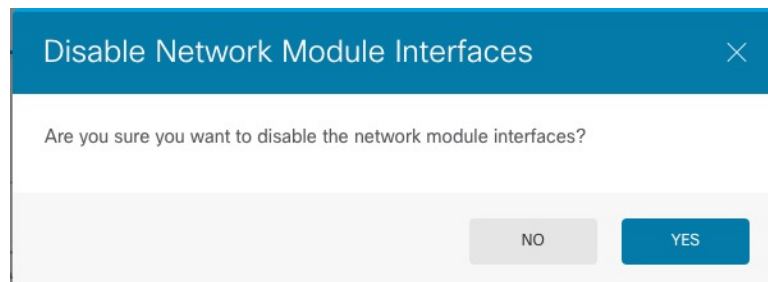 Disable Network Module Interfaces
Are you sure you want to disable the network module interfaces?
NO YES